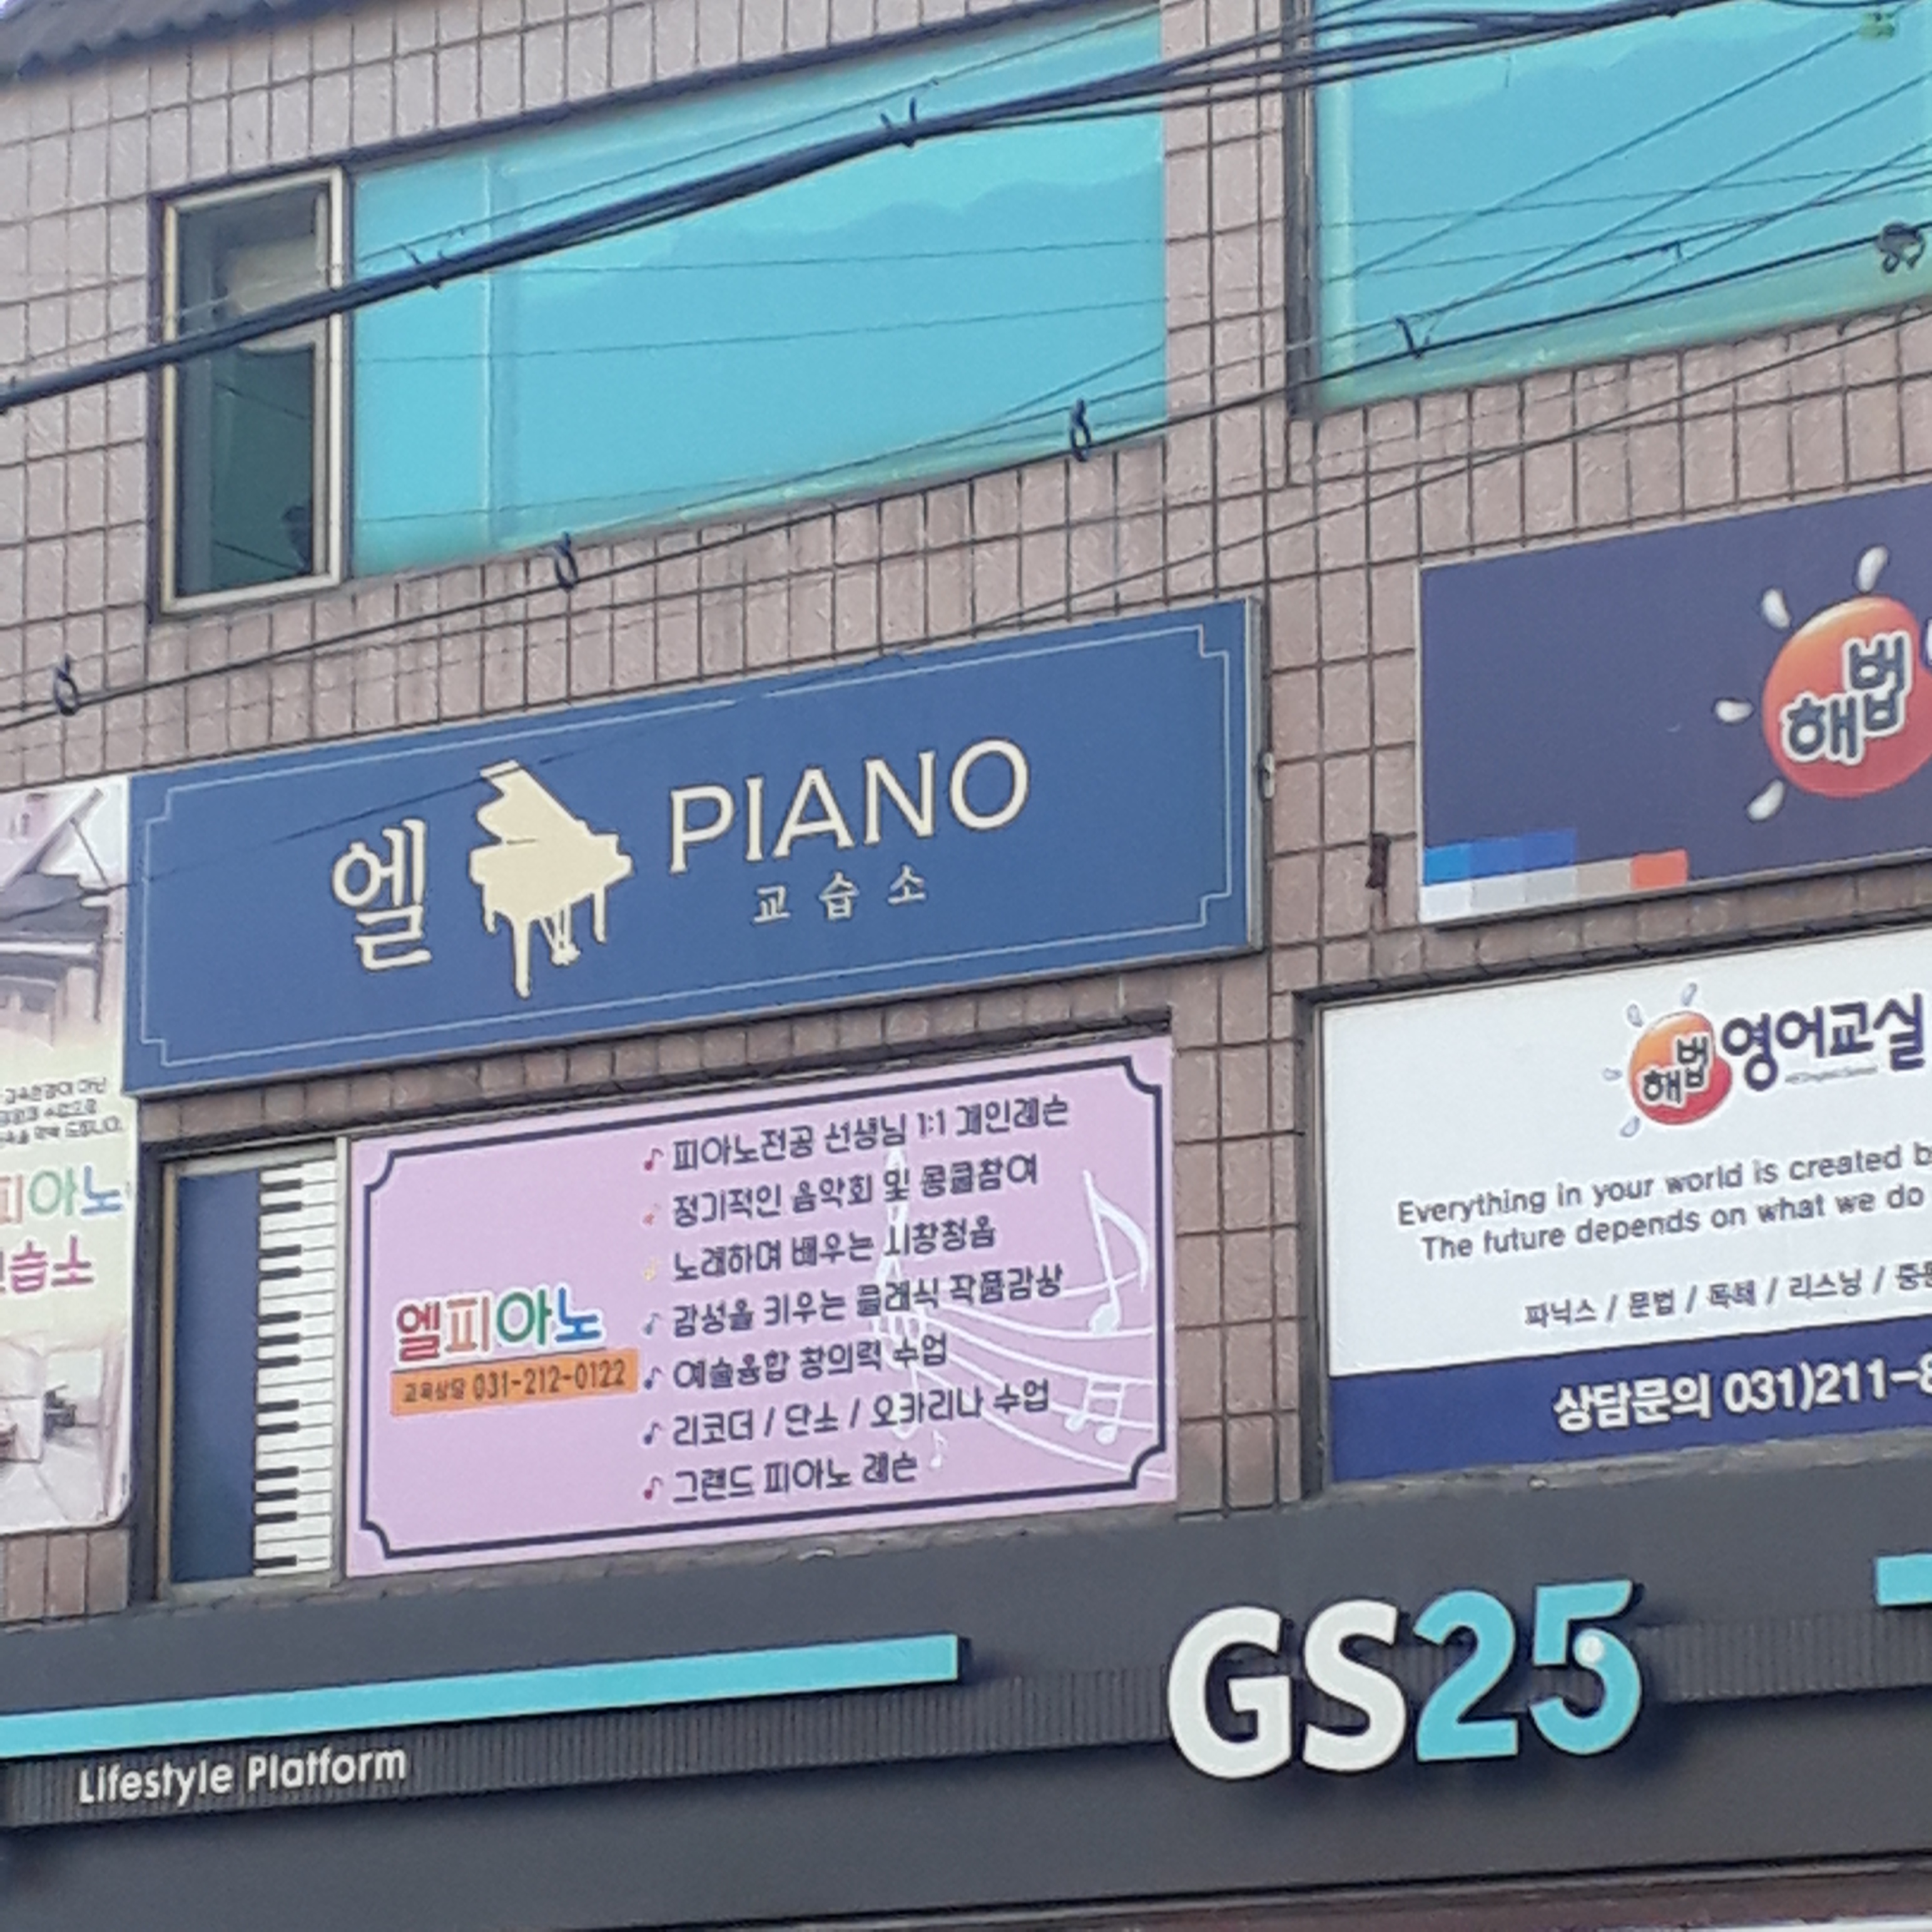 엘 PIANO
교습소
해법
피아노
습소
엘피아노
교육상담 031-212-0122
피아노전공 선생님 1:1 개인레슨
정기적인 음악회 및 콩쿨참여
노래하며 배우는 시창청음
감성을 키우는 클래식 작품감상
예술융합 창의력 수업
리코더 / 단소 / 오카리나 수업
그랜드 피아노 레슨
해법영어교실
Everything in your world is created
The future depends on what we do
파닉스 / 문법 / 독해 / 리스닝 /
상담문의 031)211-8
GS25
Lifestyle Platform